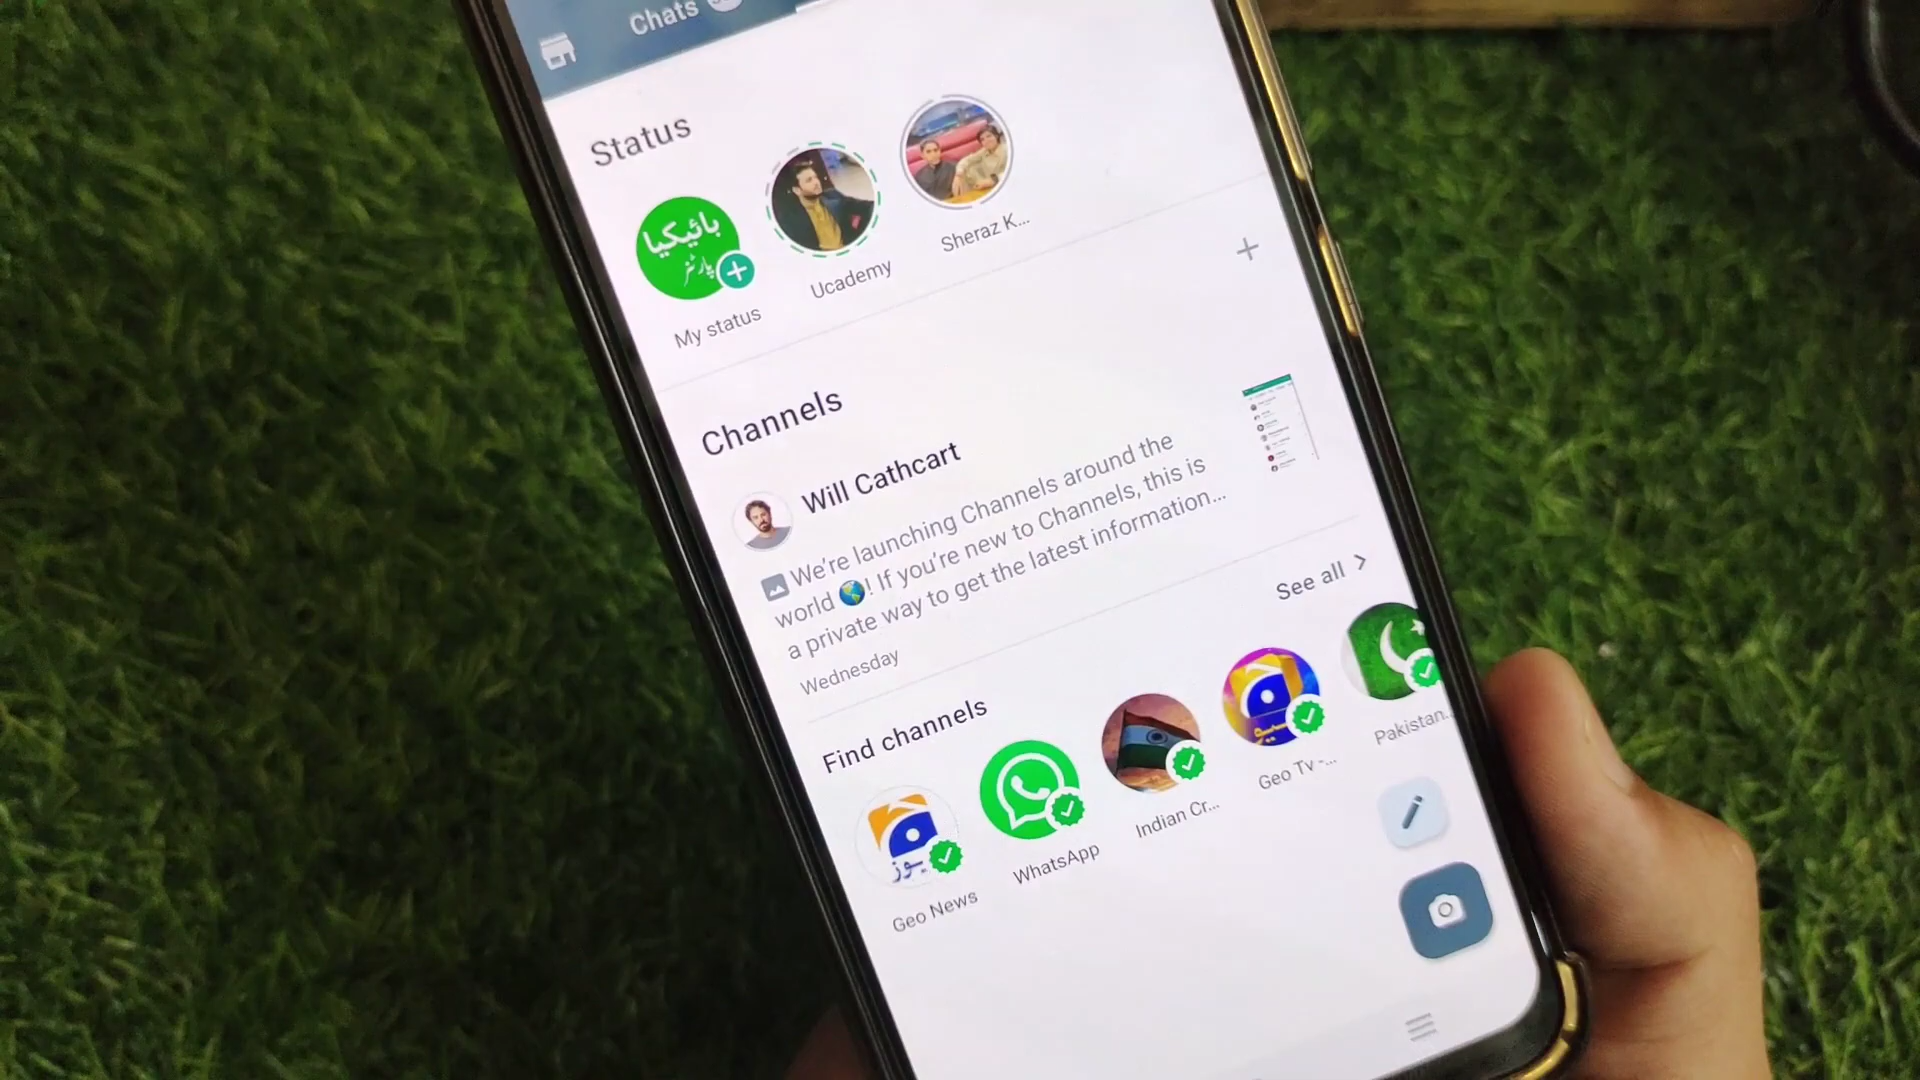 Chats
Status
بائیکیا
پارٹنر
My status
Ucademy
Sheraz K...
Channels
Will Cathcart
We're launching Channels around the
world 🌎! If you're new to Channels, this is
a private way to get the latest information...
Wednesday
See all
Find channels
Geo News
WhatsApp
Indian Cr...
Geo Tv -...
Pakistan...